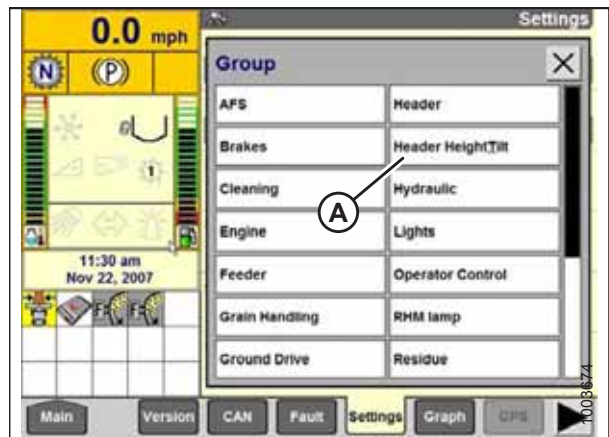 0.0 mph
Settings
N
(P)
Group
X
AFS
Header
Brakes
Header Height Tilt
Cleaning
Hydraulic
A
Engine
Lights
1
11:30 am
Nov 22, 2007
Feeder
Operator Control
F
F
Grain Handling
RHM lamp
Ground Drive
Residue
Main
Version
CAN
Fault
Settings
Graph
GPS
1003674